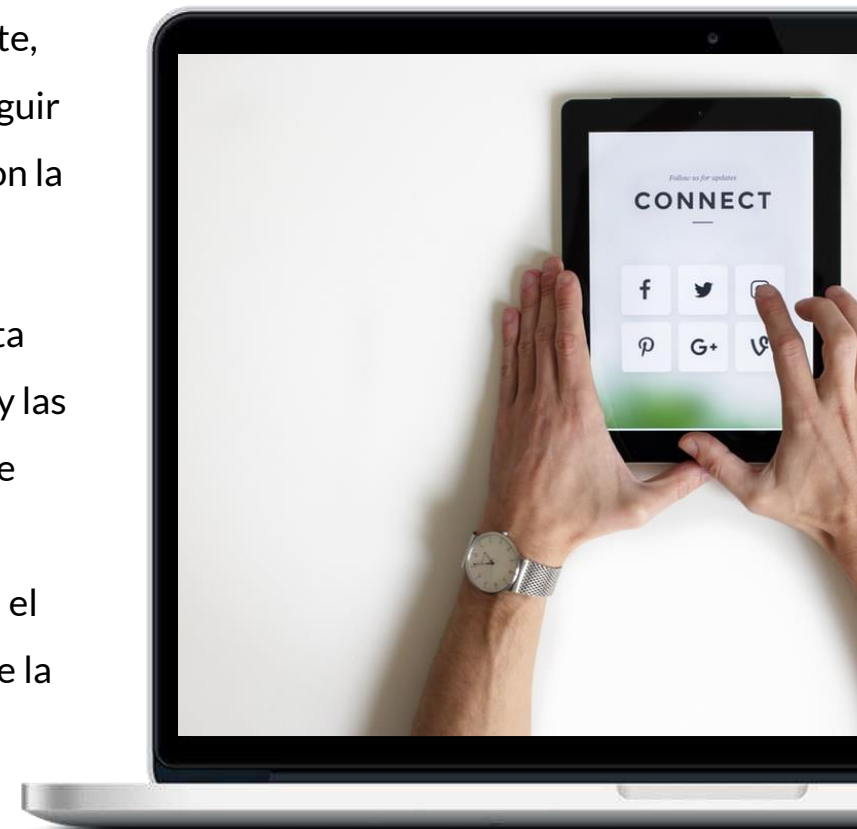 te,
guir
on la
ta
y las
e
el
e la
Follow us for updates
CONNECT
f
G+